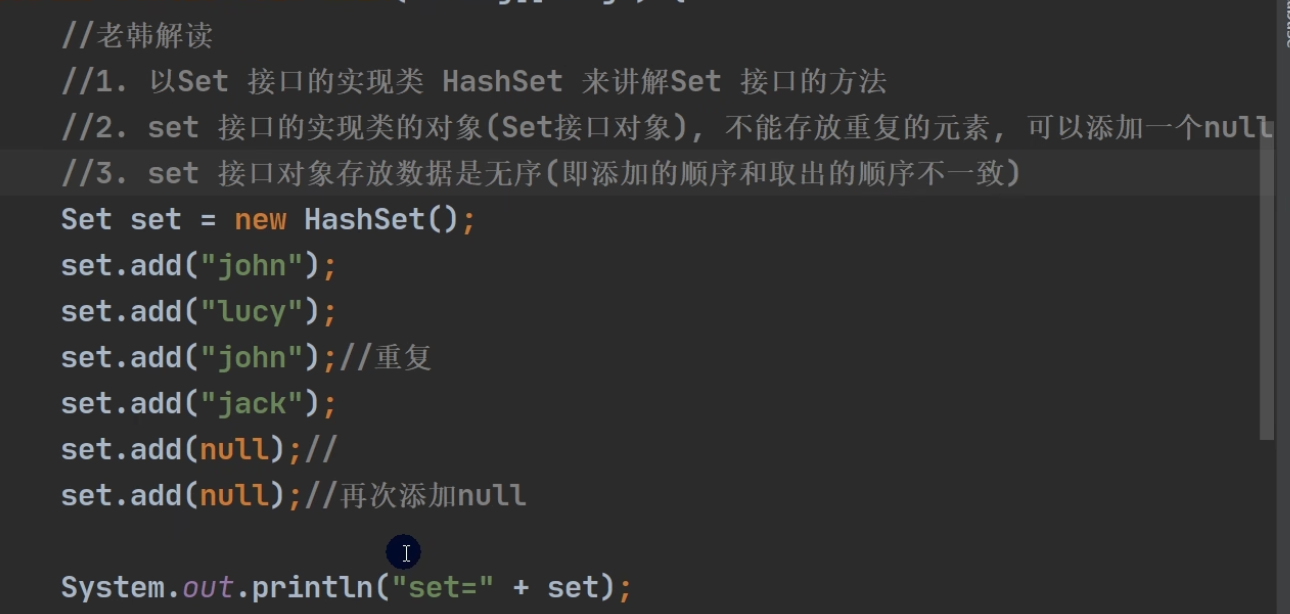 //老韩解读
//1. 以Set 接口的实现类 HashSet 来讲解Set 接口的方法
//2. set 接口的实现类的对象(Set接口对象), 不能存放重复的元素, 可以添加一个null
//3. set 接口对象存放数据是无序(即添加的顺序和取出的顺序不一致)
Set set = new HashSet();
set.add("john");
set.add("lucy");
set.add("john");//重复
set.add("jack");
set.add(null);//
set.add(null);//再次添加null
System.out.println("set=" + set);